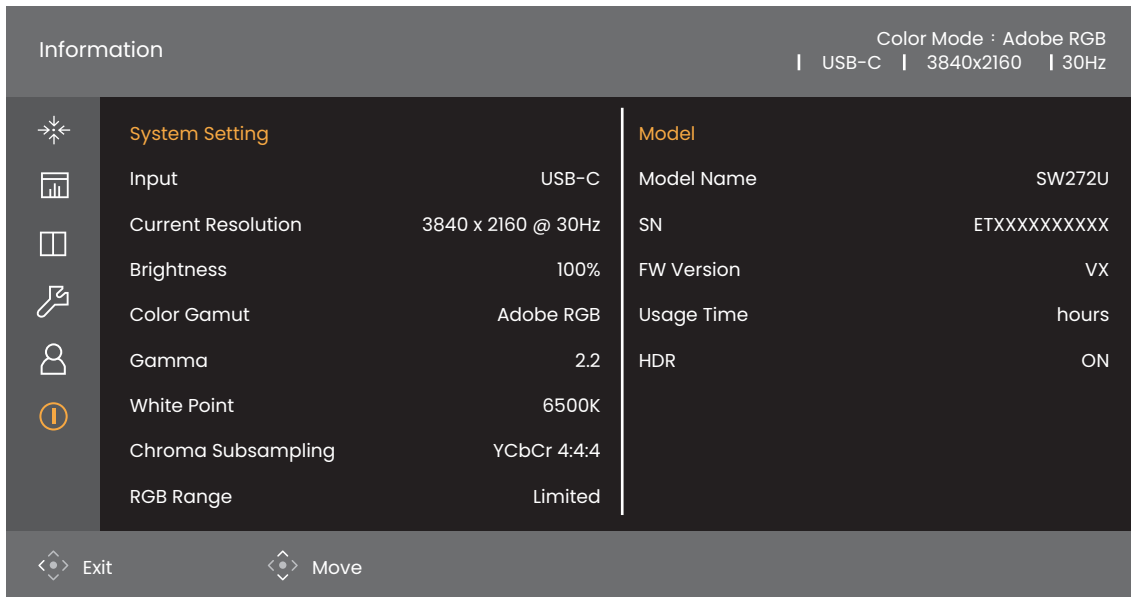 Information
Color Mode : Adobe RGB
| USB-C | 3840x2160 | 30Hz
System Setting
Input USB-C
Current Resolution 3840 x 2160 @ 30Hz
Brightness 100%
Color Gamut Adobe RGB
Gamma 2.2
White Point 6500K
Chroma Subsampling YCbCr 4:4:4
RGB Range Limited
Model
Model Name SW272U
SN ETXXXXXXXXXX
FW Version VX
Usage Time hours
HDR ON
Exit Move